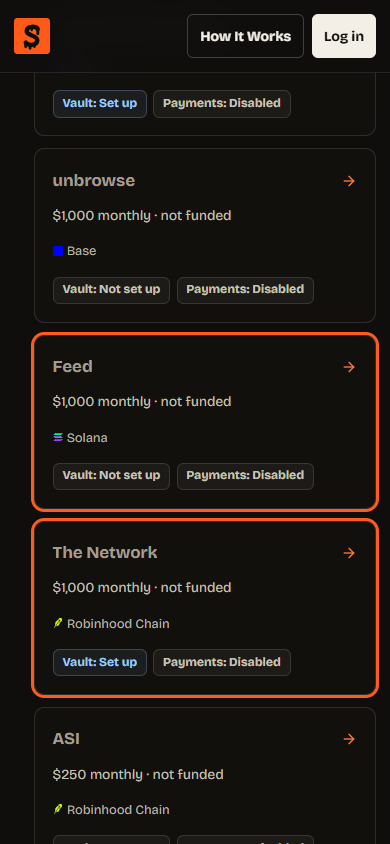 How It Works
Log in
Vault: Set up
Payments: Disabled
unbrowse
$1,000 monthly · not funded
Base
Vault: Not set up
Payments: Disabled
Feed
$1,000 monthly · not funded
Solana
Vault: Not set up
Payments: Disabled
The Network
$1,000 monthly · not funded
Robinhood Chain
Vault: Set up
Payments: Disabled
ASI
$250 monthly · not funded
Robinhood Chain